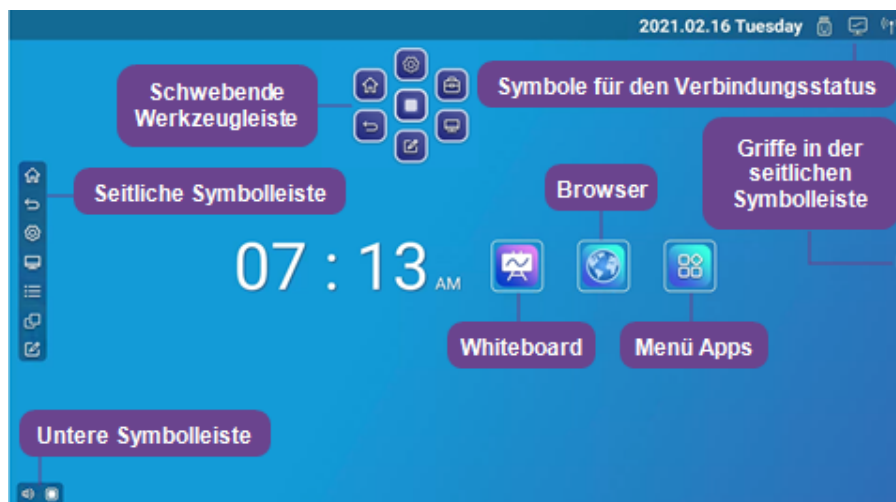 2021.02.16 Tuesday
Schwebende
Werkzeugleiste
Symbole für den Verbindungsstatus
Griffe in der
seitlichen
Symbolleiste
Seitliche Symbolleiste
Browser
07 : 13 AM
Whiteboard
Menü Apps
Untere Symbolleiste